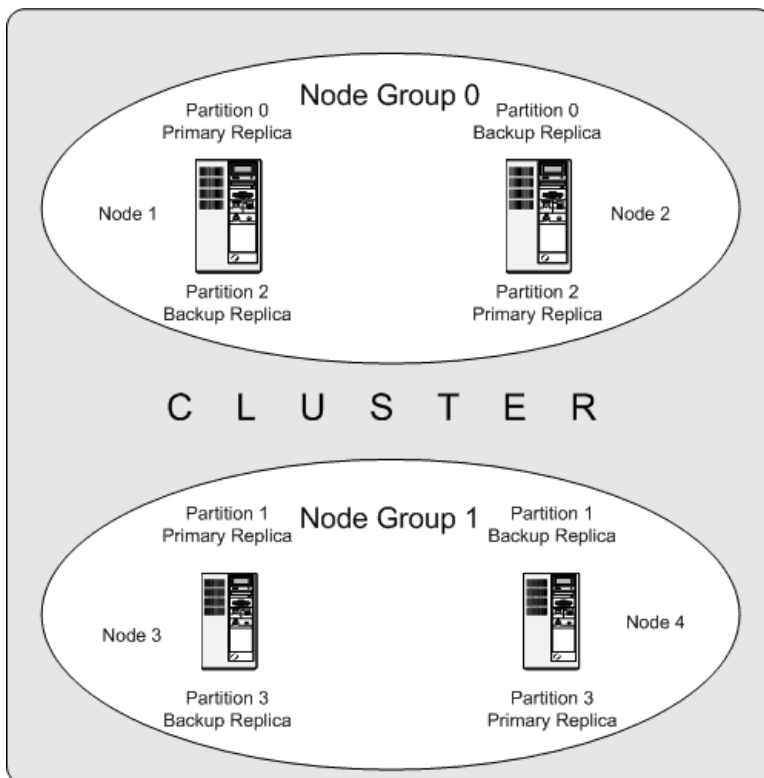 Node Group 0
Partition 0
Primary Replica
Partition 0
Backup Replica
Node 1
Node 2
Partition 2
Backup Replica
Partition 2
Primary Replica
C L U S T E R
Node Group 1
Partition 1
Primary Replica
Partition 1
Backup Replica
Node 3
Node 4
Partition 3
Backup Replica
Partition 3
Primary Replica